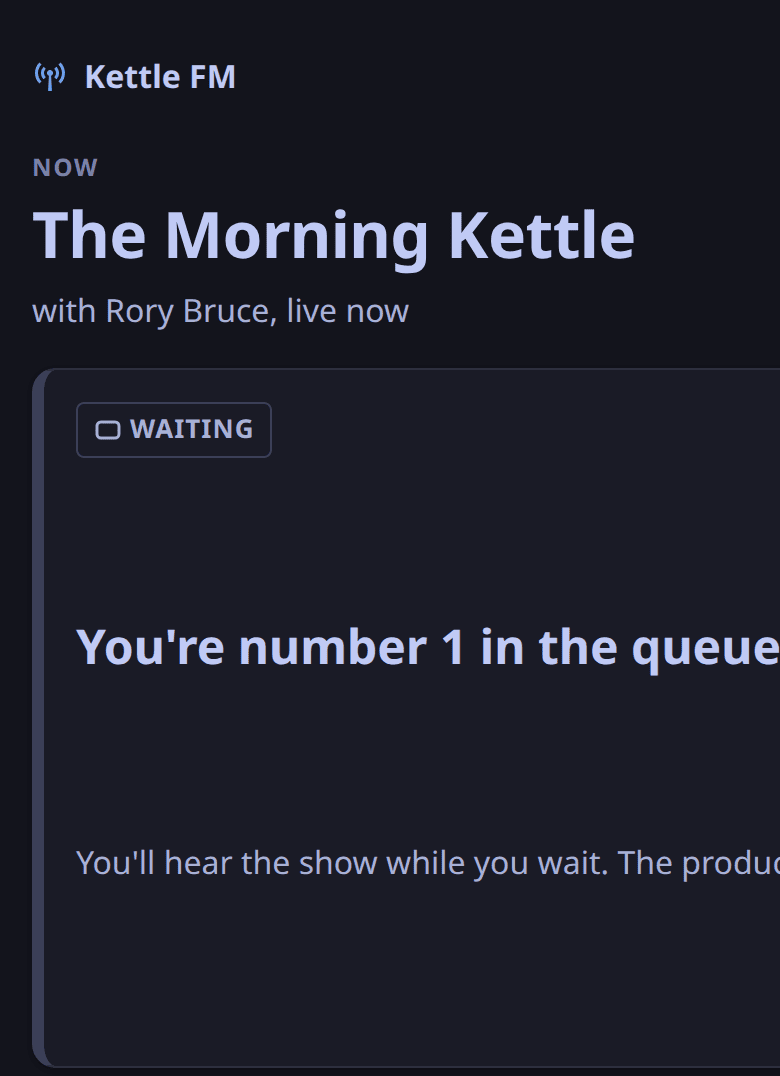 Kettle FM
NOW
The Morning Kettle
with Rory Bruce, live now
WAITING
You're number 1 in the queue
You'll hear the show while you wait. The